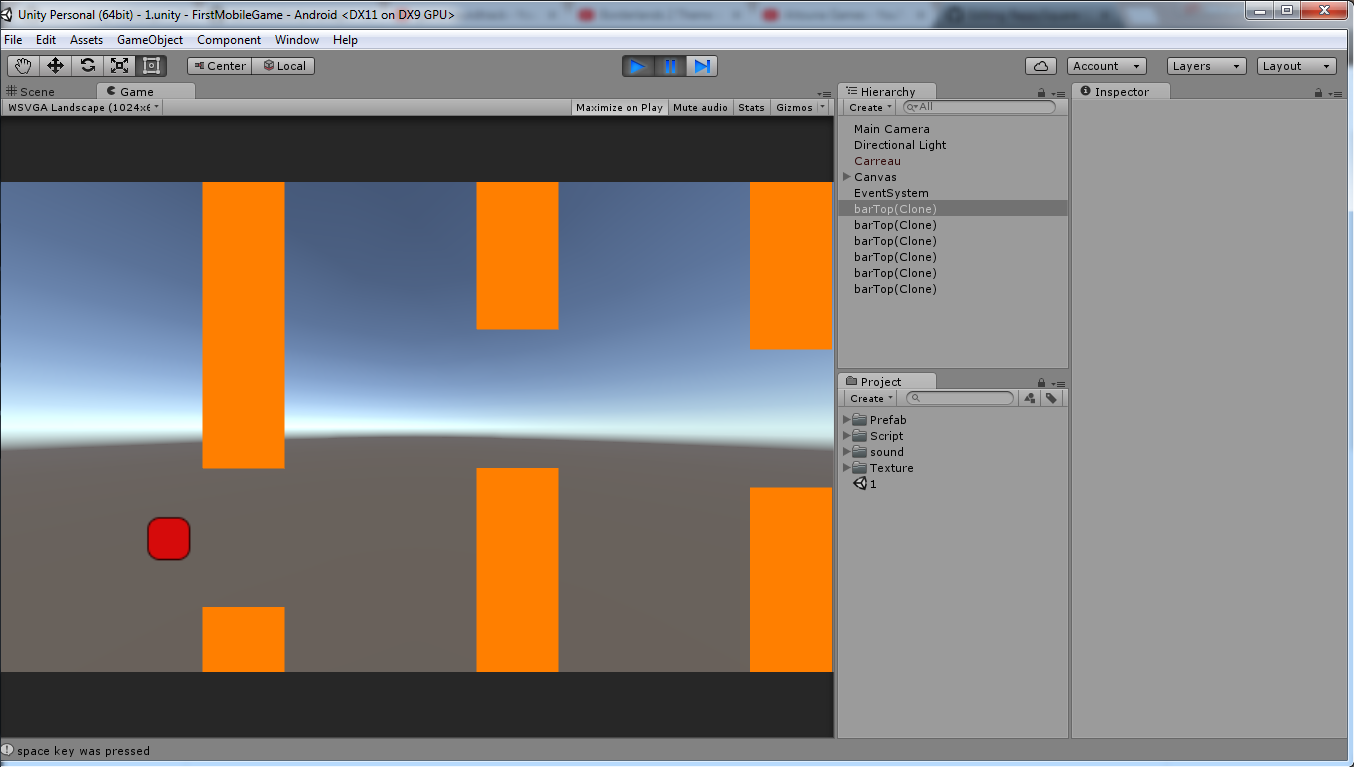 Unity Personal (64bit) - 1.unity - FirstMobileGame - Android <DX11 on DX9 GPU>
File Edit Assets GameObject Component Window Help
Center Local Account Layers Layout
Scene Game Hierarchy Inspector
WSVGA Landscape (1024x6 Maximize on Play Mute audio Stats Gizmos Create All
Main Camera
Directional Light
Carreau
Canvas
EventSystem
barTop(Clone)
barTop(Clone)
barTop(Clone)
barTop(Clone)
barTop(Clone)
barTop(Clone)
Project
Create
Prefab
Script
sound
Texture
1
space key was pressed